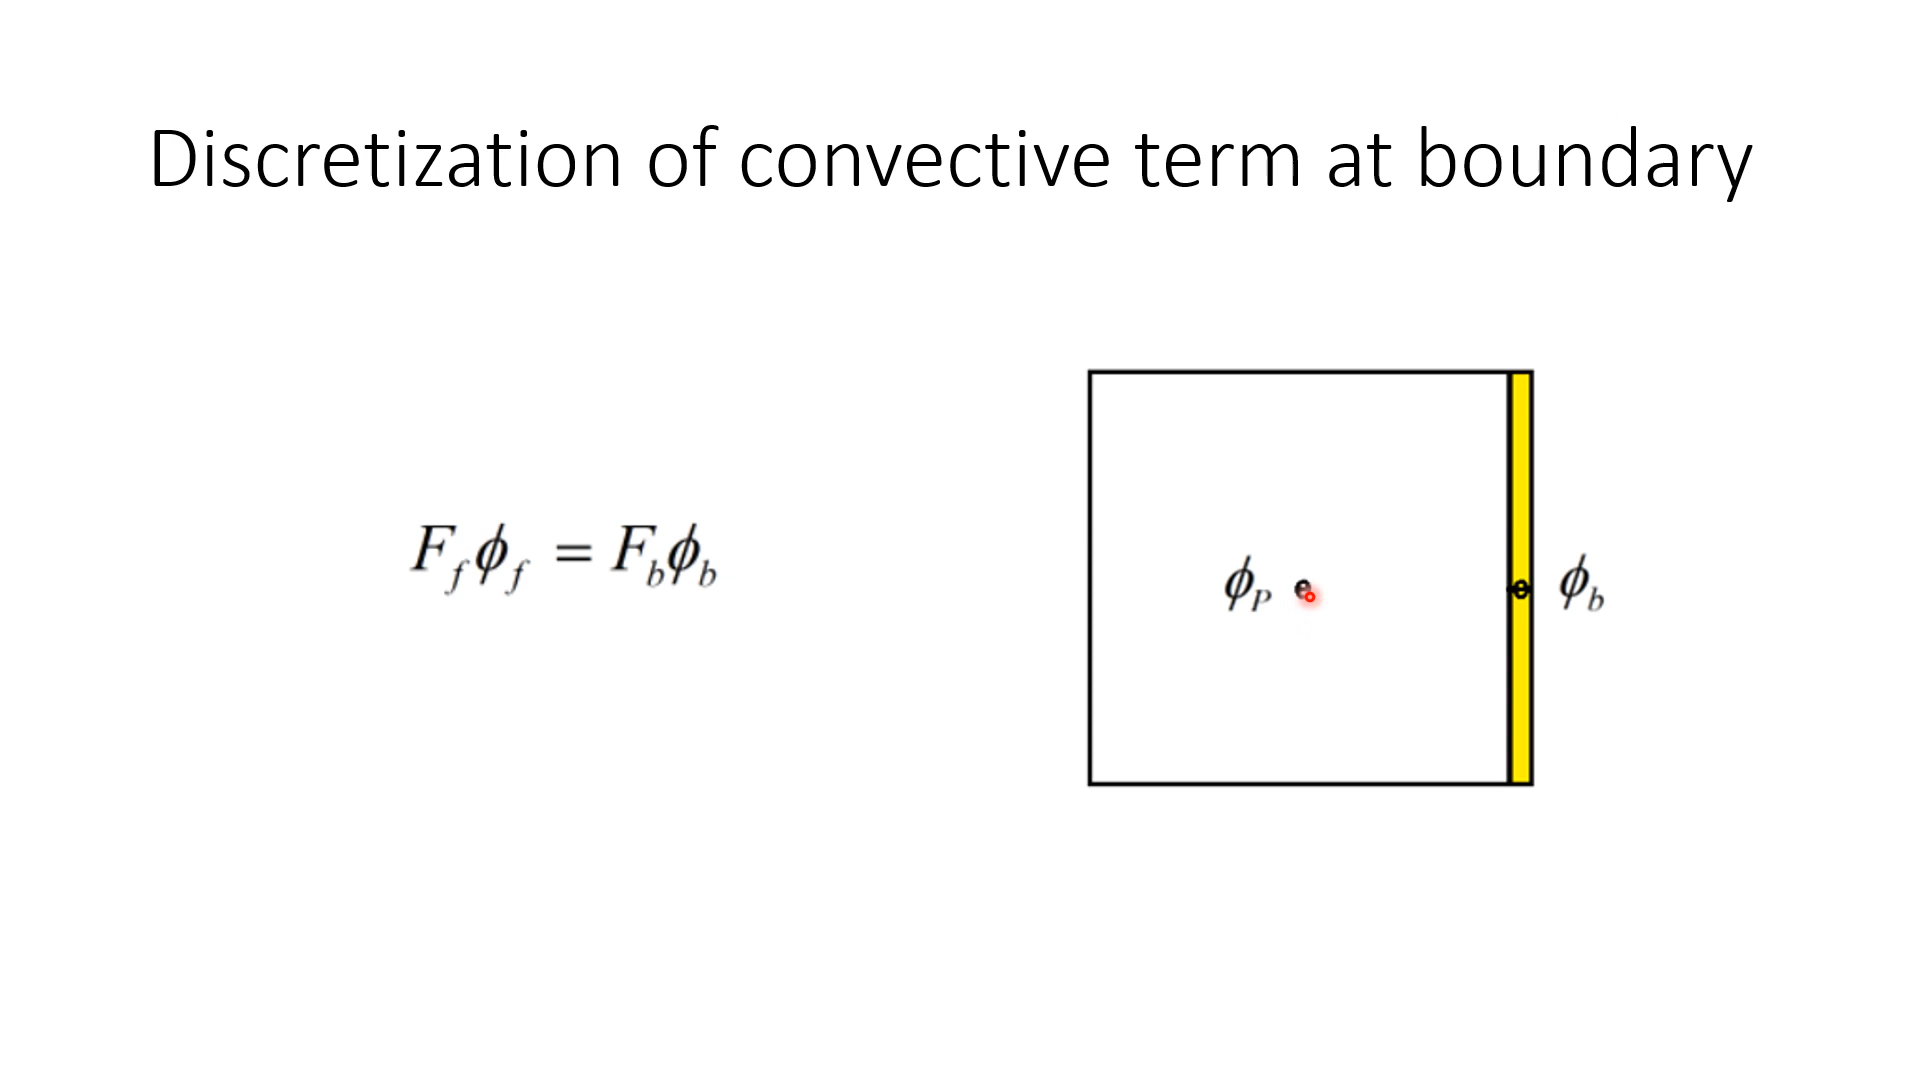 Discretization of convective term at boundary
F_f ϕ_f = F_b ϕ_b
ϕ_P
ϕ_b